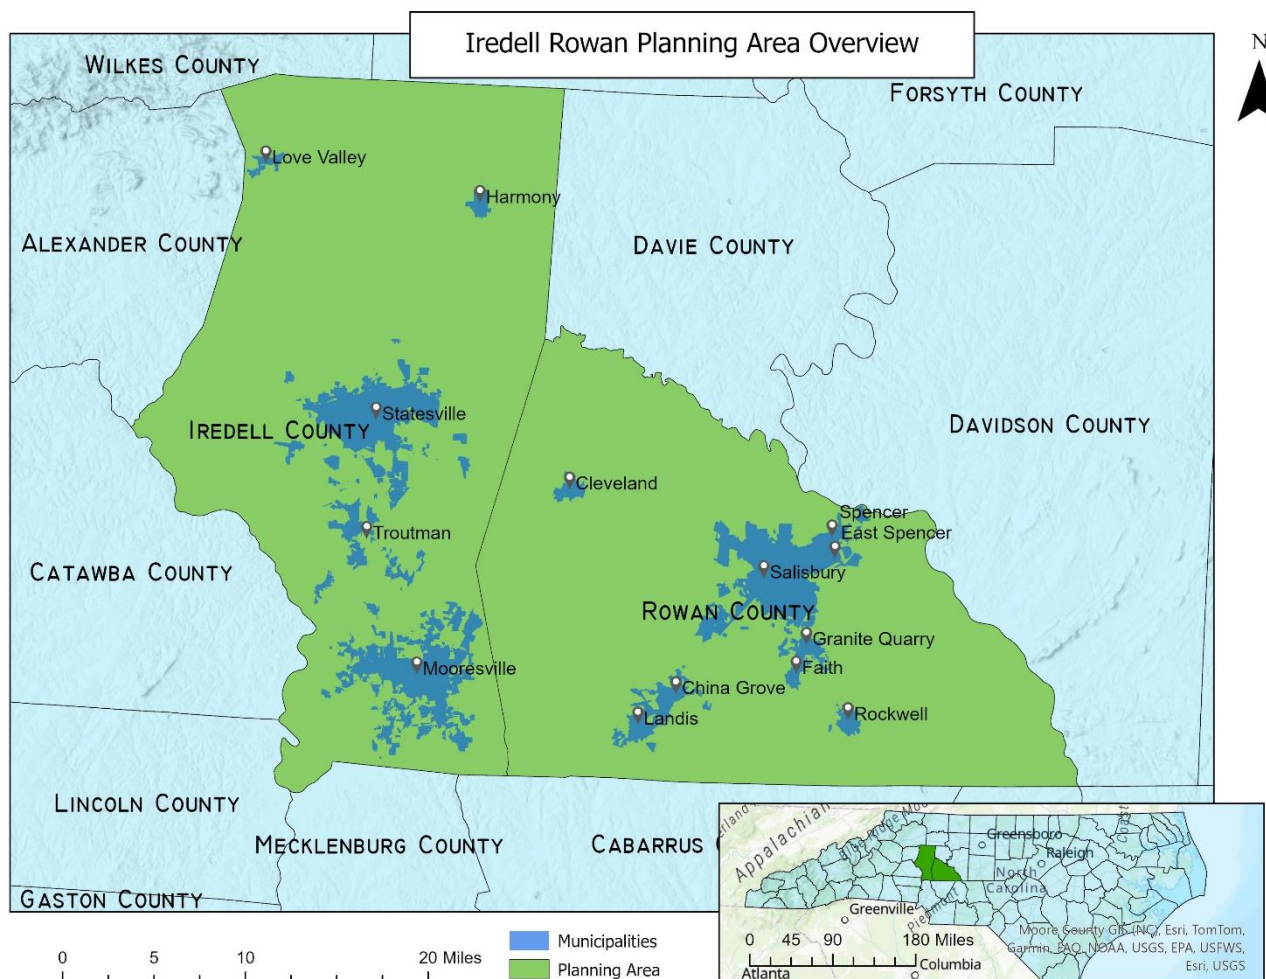 Iredell Rowan Planning Area Overview
N
WILKES COUNTY
FORSYTH COUNTY
Love Valley
Harmony
ALEXANDER COUNTY
DAVIE COUNTY
Statesville
IREDELL COUNTY
DAVIDSON COUNTY
Cleveland
Spencer
East Spencer
Troutman
CATAWBA COUNTY
Salisbury
ROWAN COUNTY
Granite Quarry
Mooresville
Faith
China Grove
Landis
Rockwell
LINCOLN COUNTY
MECKLENBURG COUNTY
CABARRUS
GASTON COUNTY
Appalachian
Blue Ridge
Greensboro
Raleigh
North
Carolina
Piedmont
Greenville
0 45 90 180 Miles
Atlanta
Columbia
Moore County GIS (NC), Esri, TomTom,
Garmin, FAO, NOAA, USGS, EPA, USFWS,
Esri, USGS
0 5 10 20 Miles
Municipalities
Planning Area